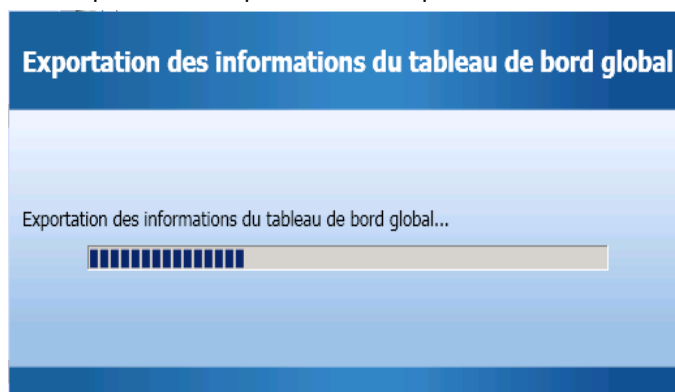 Exportation des informations du tableau de bord global
Exportation des informations du tableau de bord global...